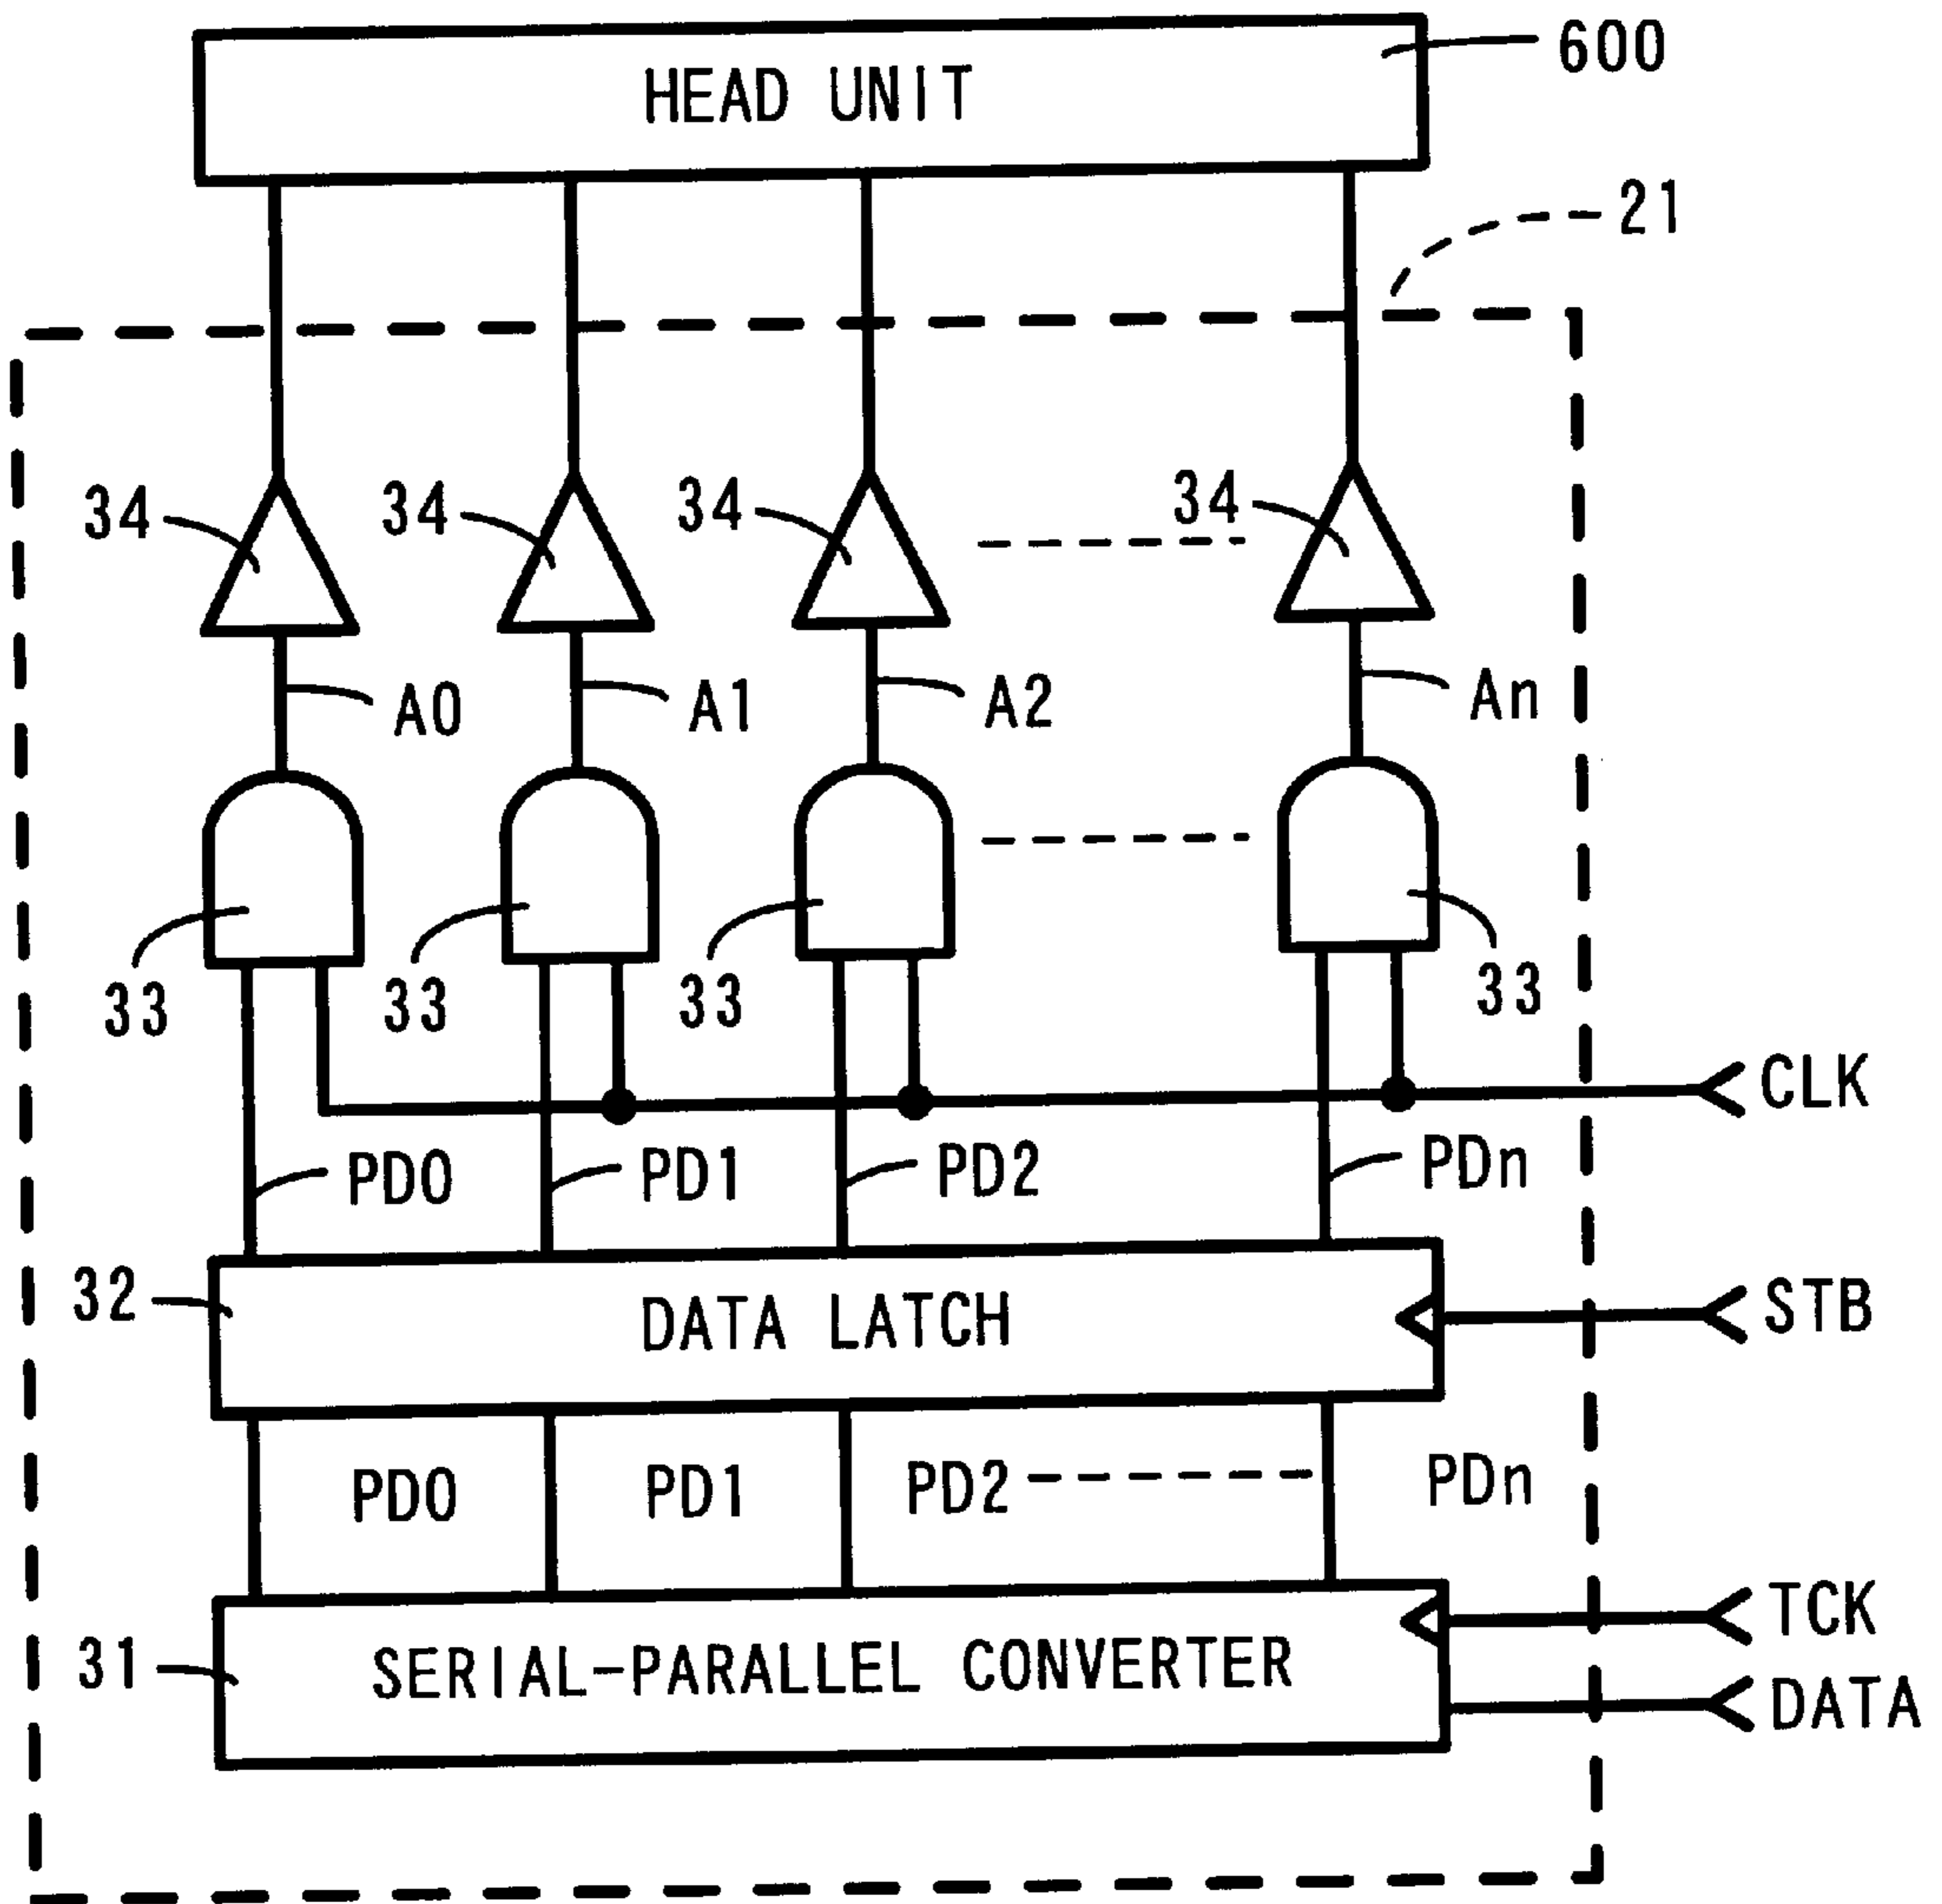 600
HEAD UNIT
21
34 34 34 34
A0 A1 A2 An
33 33 33 33
CLK
PD0 PD1 PD2 PDn
32
DATA LATCH
STB
PD0 PD1 PD2 PDn
TCK
31
SERIAL-PARALLEL CONVERTER
DATA